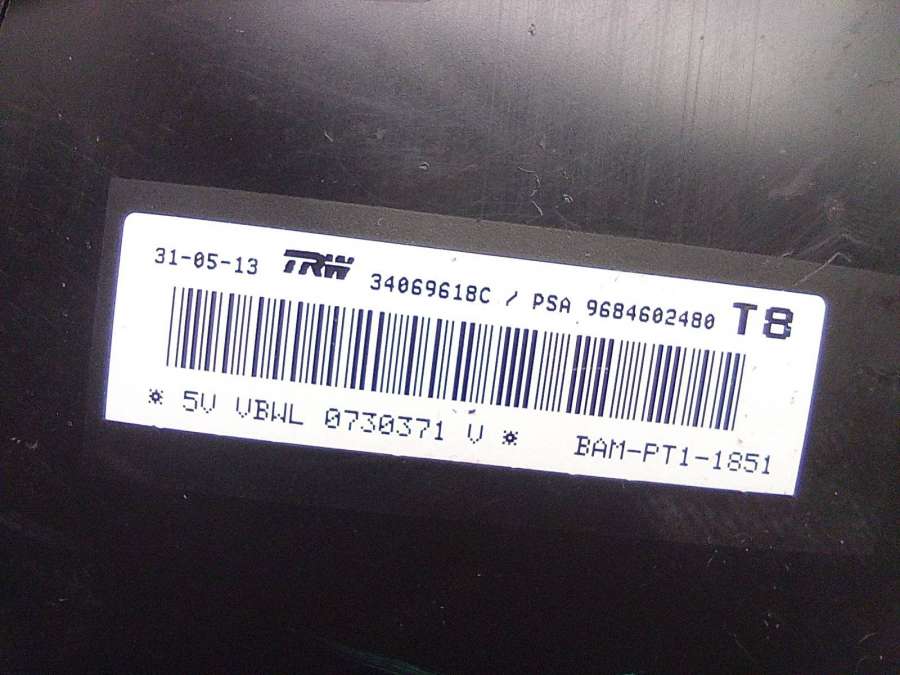 31-05-13 TRW 34069618C / PSA 9684602480 T8
* 5V VBWL 0730371 V * BAM-PT1-1851